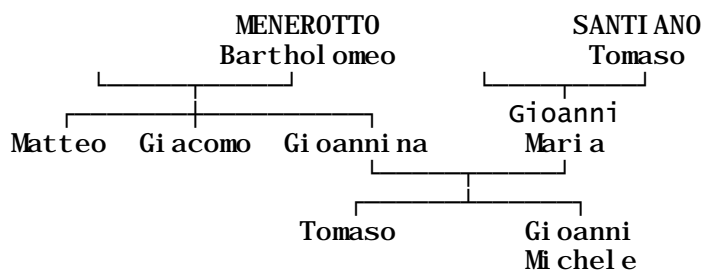 MENEROTTO SANTIANO
Bartholomeo Tomaso
Gioanni
Matteo Giacomo Gioannina Maria
Tomaso Gioanni
Michele